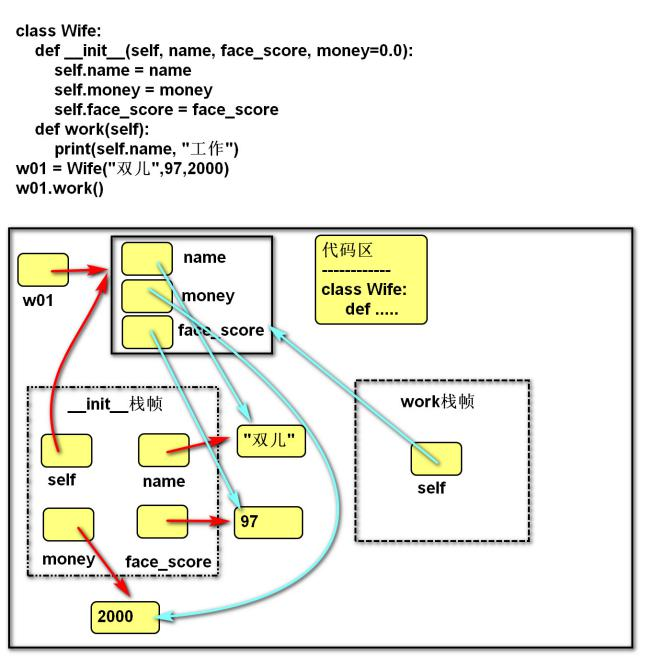 class Wife:
    def __init__(self, name, face_score, money=0.0):
        self.name = name
        self.money = money
        self.face_score = face_score
    def work(self):
        print(self.name, "工作")
w01 = Wife("双儿",97,2000)
w01.work()
name
代码区
------------
class Wife:
    def .....
w01
money
face_score
__init__栈帧
work栈帧
"双儿"
self
name
self
97
money
face_score
2000